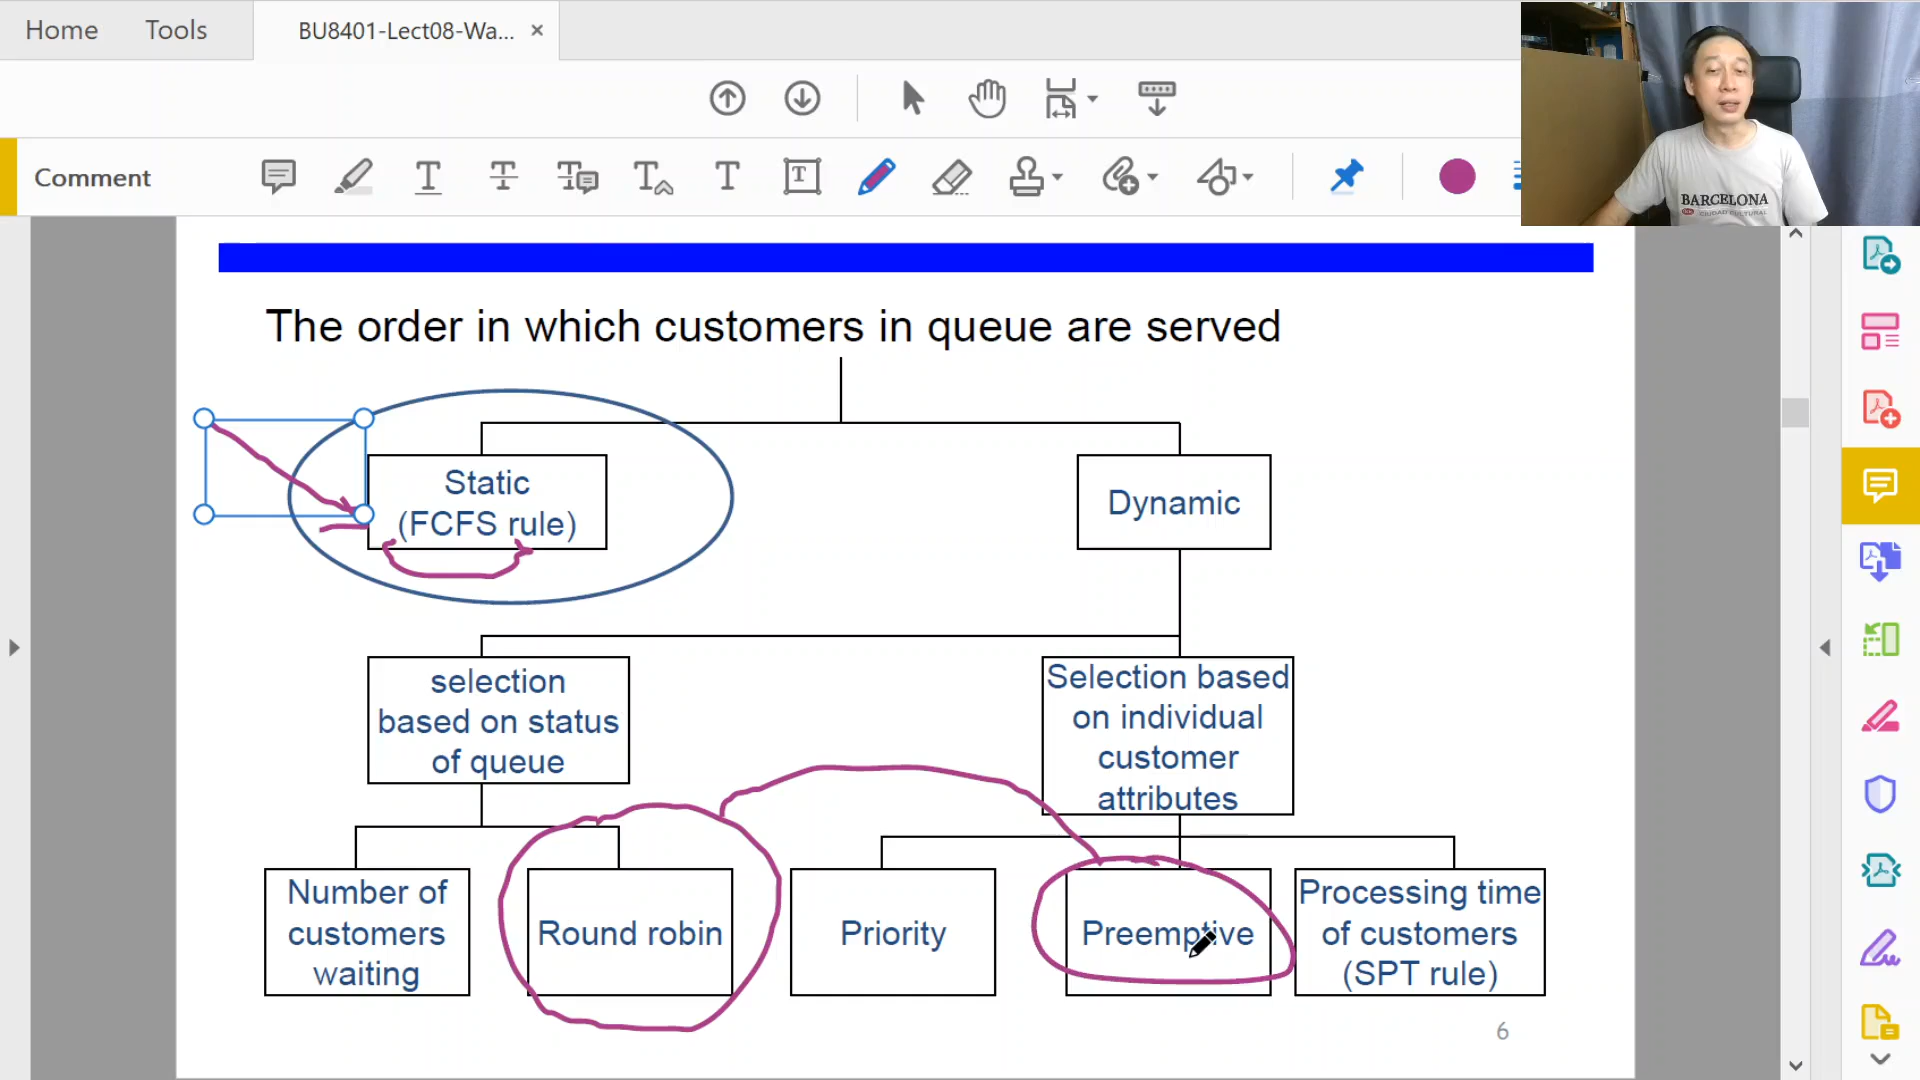 Home
Tools
BU8401-Lect08-Wa...
Comment
BARCELONA
CIUDAD CULTURAL
The order in which customers in queue are served
Static
(FCFS rule)
Dynamic
selection
based on status
of queue
Selection based
on individual
customer
attributes
Number of
customers
waiting
Round robin
Priority
Preemptive
Processing time
of customers
(SPT rule)
6